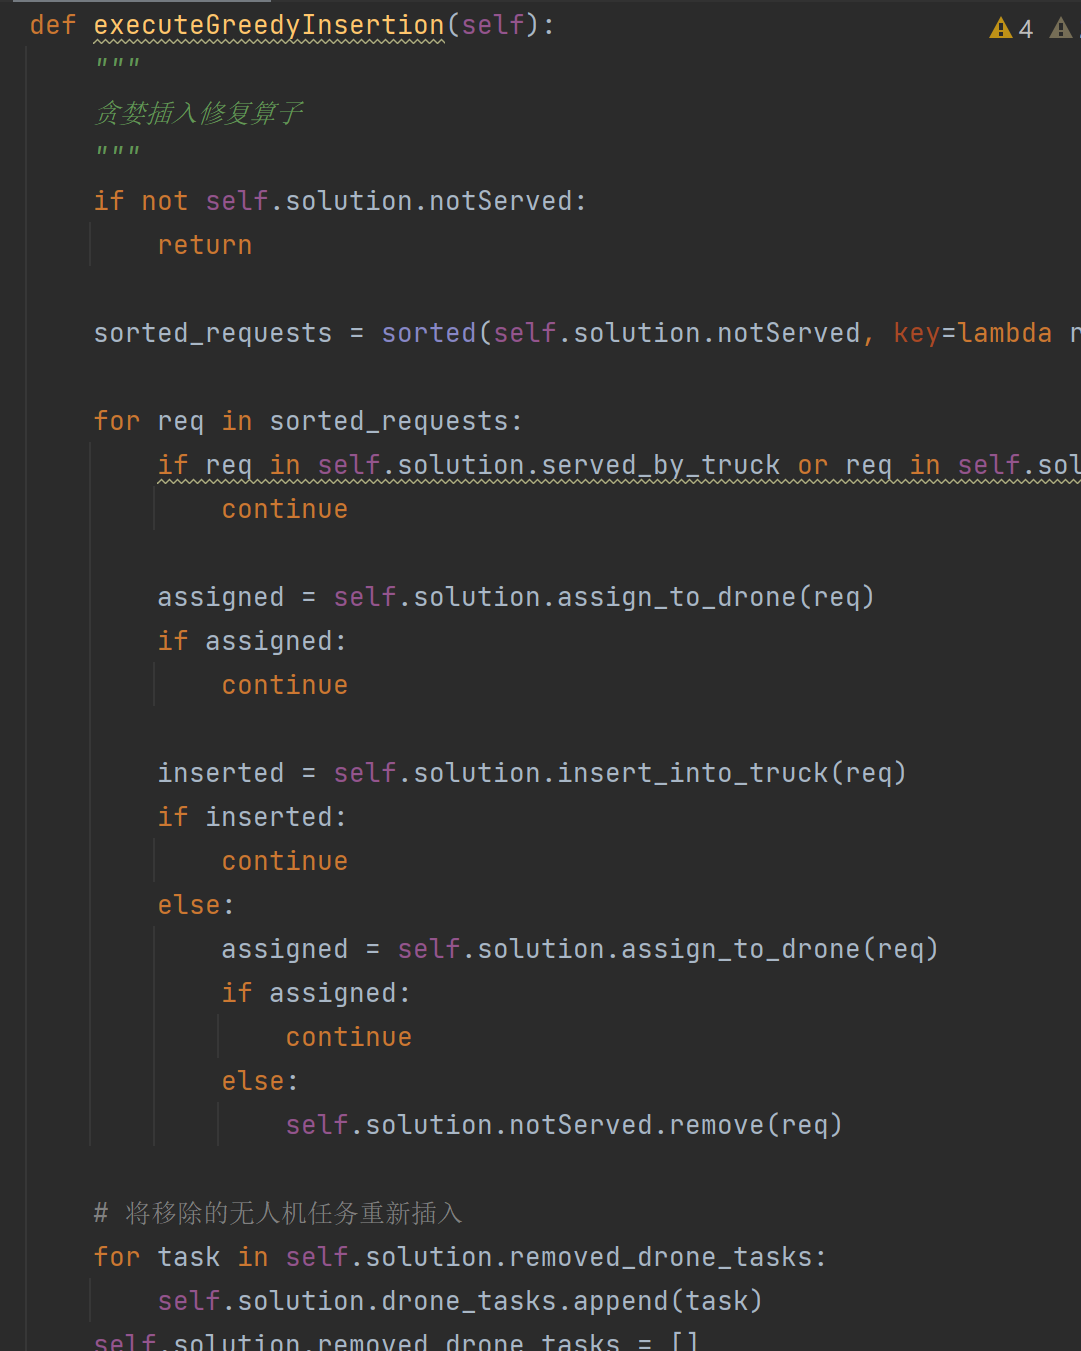 def executeGreedyInsertion(self):
4
"""
贪婪插入修复算子
"""
if not self.solution.notServed:
return
sorted_requests = sorted(self.solution.notServed, key=lambda r
for req in sorted_requests:
if req in self.solution.served_by_truck or req in self.sol
continue
assigned = self.solution.assign_to_drone(req)
if assigned:
continue
inserted = self.solution.insert_into_truck(req)
if inserted:
continue
else:
assigned = self.solution.assign_to_drone(req)
if assigned:
continue
else:
self.solution.notServed.remove(req)
# 将移除的无人机任务重新插入
for task in self.solution.removed_drone_tasks:
self.solution.drone_tasks.append(task)
self.solution.removed_drone_tasks = []